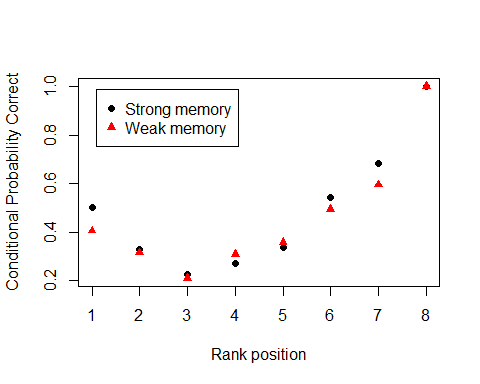 Strong memory
Weak memory
Conditional Probability Correct
1.0
0.8
0.6
0.4
0.2
1 2 3 4 5 6 7 8
Rank position